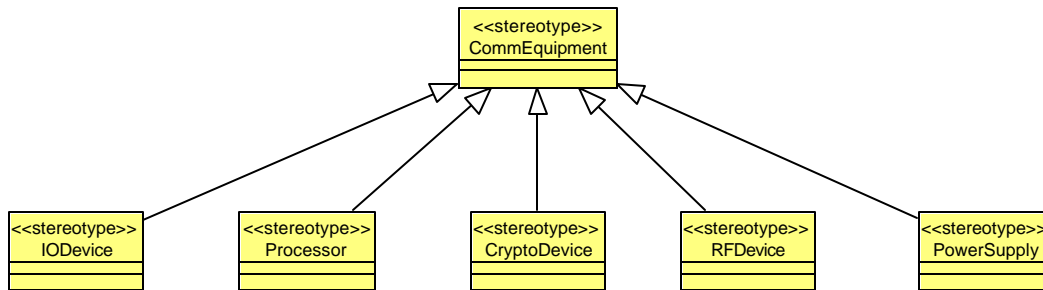 <<stereotype>>
CommEquipment
<<stereotype>>
IODevice
<<stereotype>>
Processor
<<stereotype>>
CryptoDevice
<<stereotype>>
RFDevice
<<stereotype>>
PowerSupply